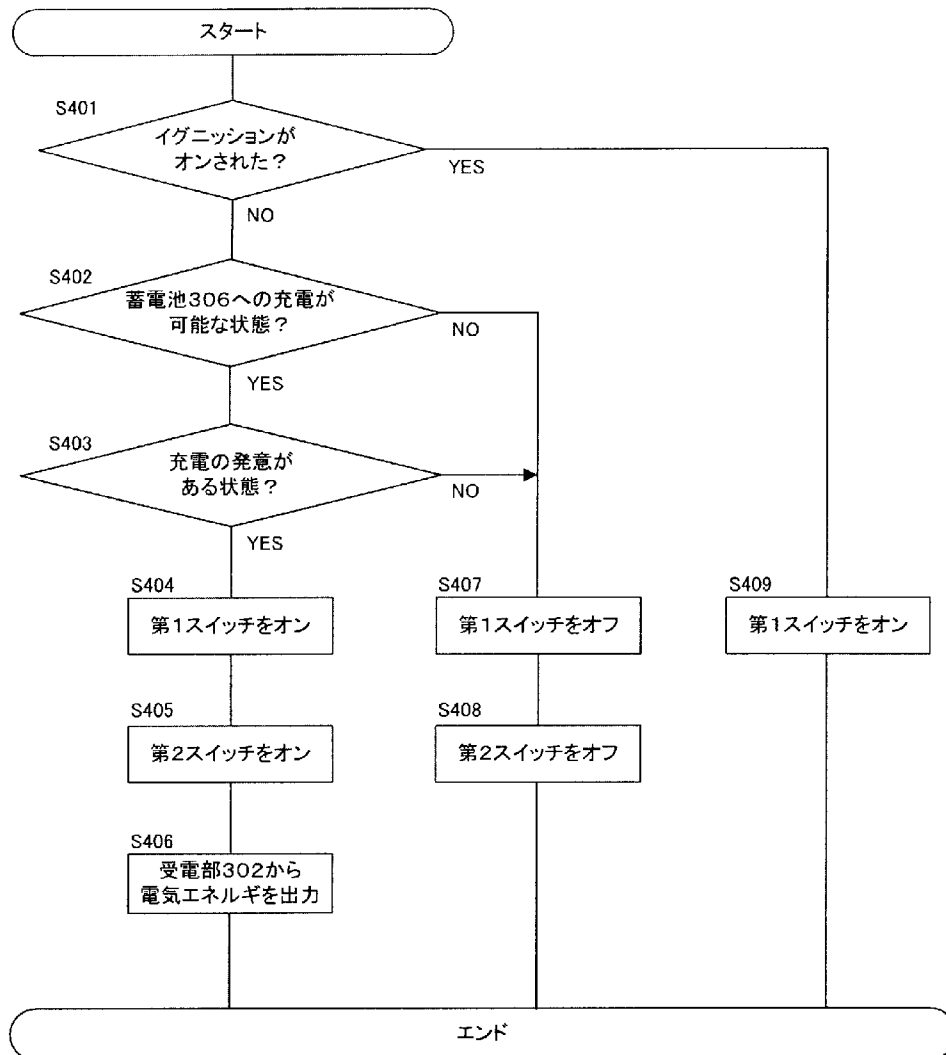 スタート
S401
イグニッションが
オンされた？
YES
NO
S402
蓄電池３０６への充電が
可能な状態？
NO
YES
S403
充電の発意が
ある状態？
NO
YES
S404
第１スイッチをオン
S407
第１スイッチをオフ
S409
第１スイッチをオン
S405
第２スイッチをオン
S408
第２スイッチをオフ
S406
受電部３０２から
電気エネルギを出力
エンド